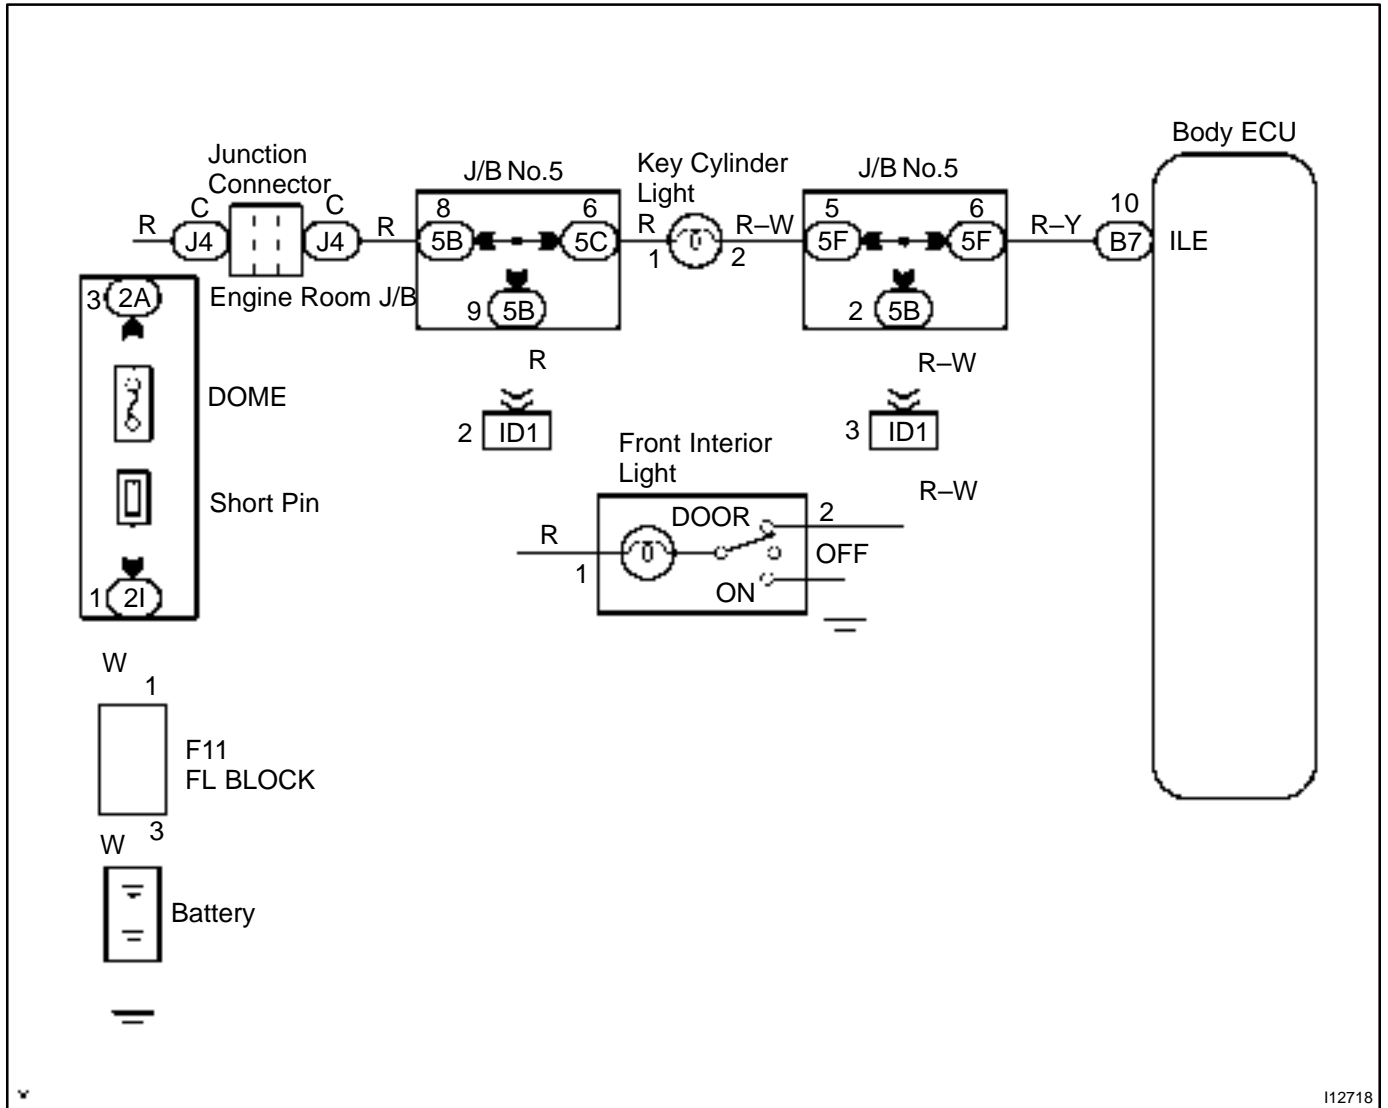 Body ECU
Junction
Connector
J/B No.5
Key Cylinder
Light
J/B No.5
R
C
J4
C
J4
R
8
5B
6
5C
R
1
R–W
2
5
5F
6
5F
R–Y
10
B7
ILE
9
5B
2
5B
3
2A
Engine Room J/B
R
R–W
DOME
2
ID1
3
ID1
Front Interior
Light
R–W
Short Pin
DOOR
2
R
1
OFF
ON
1
2I
W
1
F11
FL BLOCK
3
W
Battery
I12718